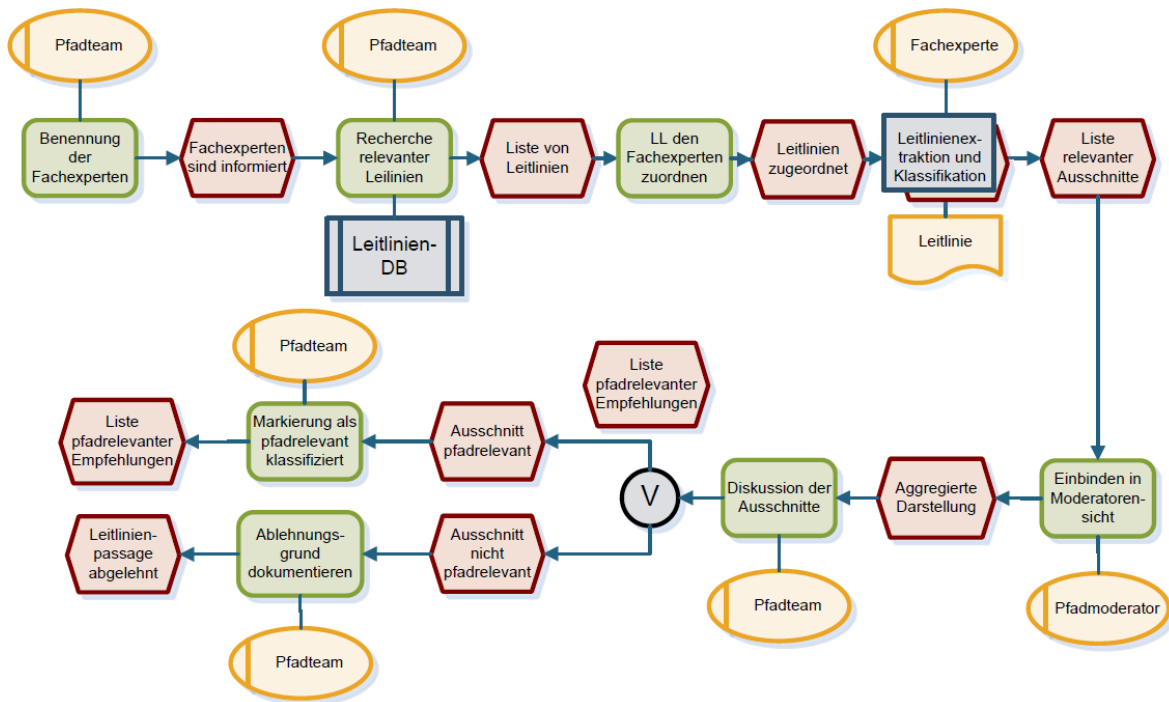 Pfadteam
Pfadteam
Fachexperte
Benennung
der
Fachexperten
Fachexperten
sind informiert
Recherche
relevanter
Leilinien
Liste von
Leitlinien
LL den
Fachexperten
zuordnen
Leitlinien
zugeordnet
Leitlinienex-
traktion und
Klassifikation
Liste
relevanter
Ausschnitte
Leitlinien-
DB
Leitlinie
Pfadteam
Liste
pfadrelevanter
Empfehlungen
Liste
pfadrelevanter
Empfehlungen
Markierung als
pfadrelevant
klassifiziert
Ausschnitt
pfadrelevant
V
Diskussion der
Ausschnitte
Aggregierte
Darstellung
Einbinden in
Moderatoren-
sicht
Leitlinien-
passage
abgelehnt
Ablehnungs-
grund
dokumentieren
Ausschnitt
nicht
pfadrelevant
Pfadteam
Pfadmoderator
Pfadteam